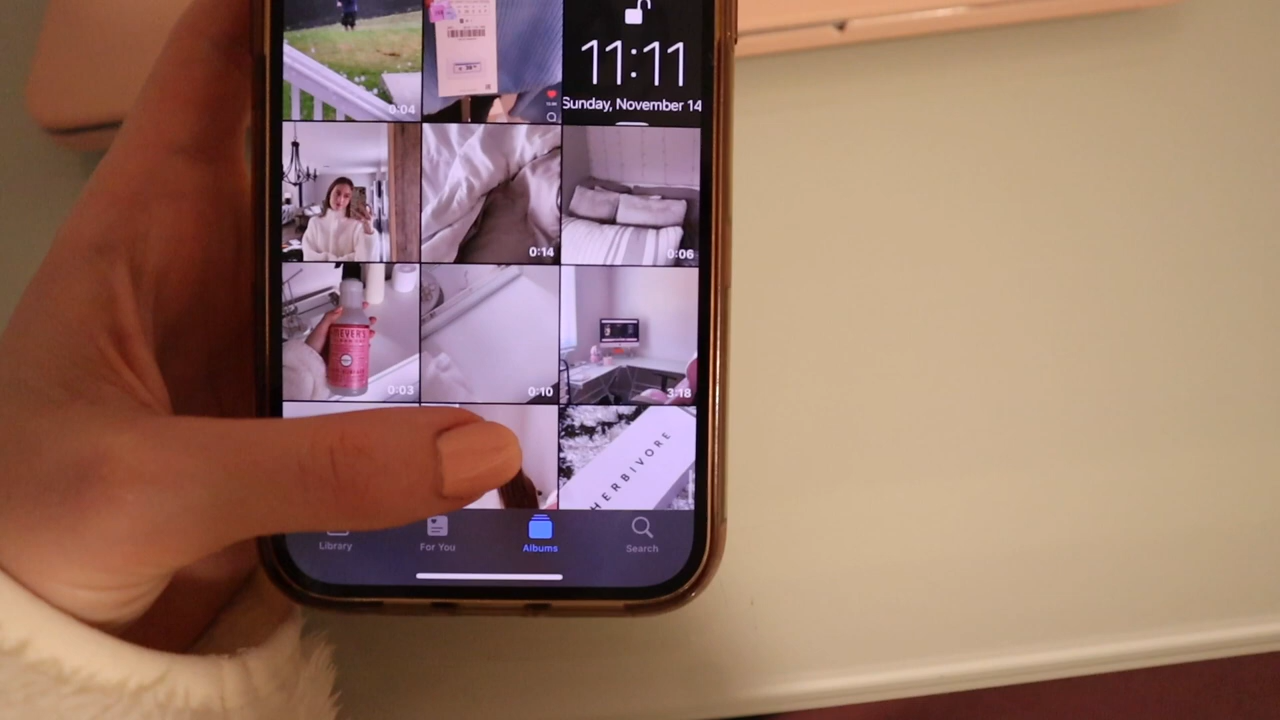 0:04
11:11
Sunday, November 14
0:14
0:06
MEYER'S
0:03
0:10
3:18
HERBIVORE
Library
For You
Albums
Search